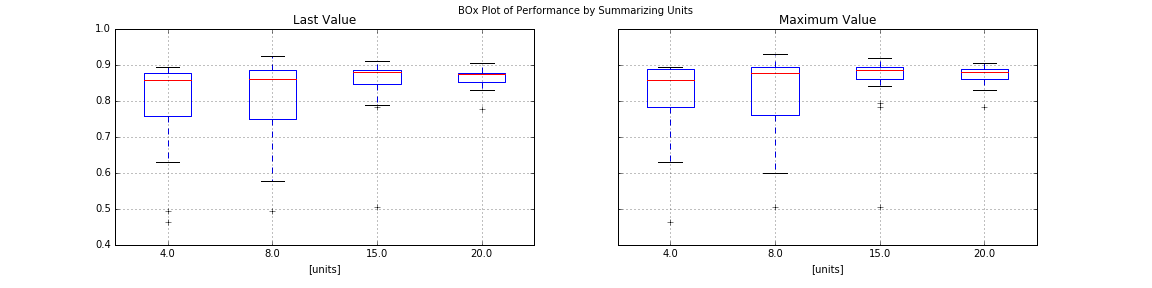 BOx Plot of Performance by Summarizing Units
Last Value
Maximum Value
1.0
0.9
0.8
0.7
0.6
0.5
0.4
4.0 8.0 15.0 20.0
[units]
4.0 8.0 15.0 20.0
[units]